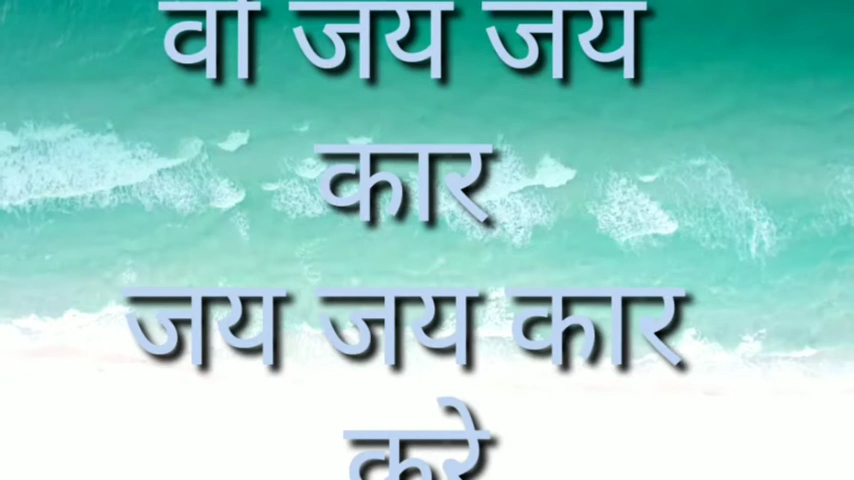 वो जय जय
कार
जय जय कार
करे